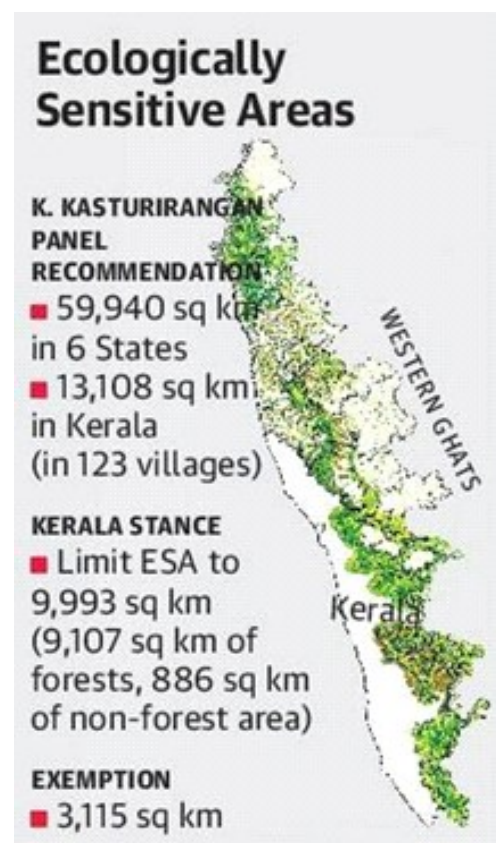 Ecologically
Sensitive Areas
K. KASTURIRANGAN
PANEL
RECOMMENDATION
59,940 sq km
in 6 States
13,108 sq km
in Kerala
(in 123 villages)
WESTERN GHATS
KERALA STANCE
Limit ESA to
9,993 sq km
(9,107 sq km of
forests, 886 sq km
of non-forest area)
Kerala
EXEMPTION
3,115 sq km